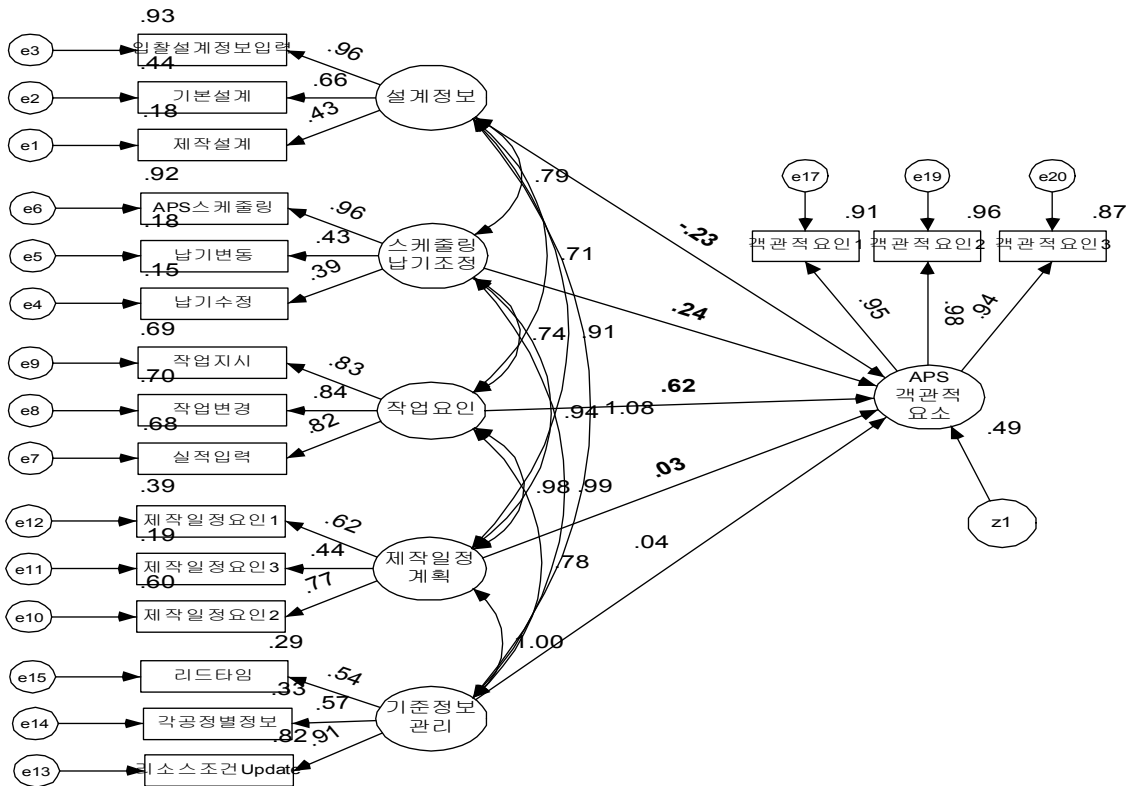 .93
e3
입찰설계정보입력
.96
.44
e2
기본설계
.66
설계정보
.18
e1
제작설계
.43
.92
e6
APS스케줄링
.96
.18
e5
납기변동
.43
스케줄링
납기조정
.15
e4
납기수정
.39
.69
e9
작업지시
.83
.70
e8
작업변경
.84
작업요인
.68
e7
실적입력
.82
.39
e12
제작일정요인1
.62
.19
e11
제작일정요인3
.44
제작일정
계획
.60
e10
제작일정요인2
.77
.29
e15
리드타임
.54
.33
e14
각공정별정보
.57
기준정보
관리
.82
e13
리소스조건Update
.91
.79
.71
.74
.91
.94
1.08
.98
.99
.78
1.00
-.23
.24
.62
.03
.04
e17
e19
e20
.91
.96
.87
객관적요인1
객관적요인2
객관적요인3
.95
.98
.94
APS
객관적
요소
.49
z1